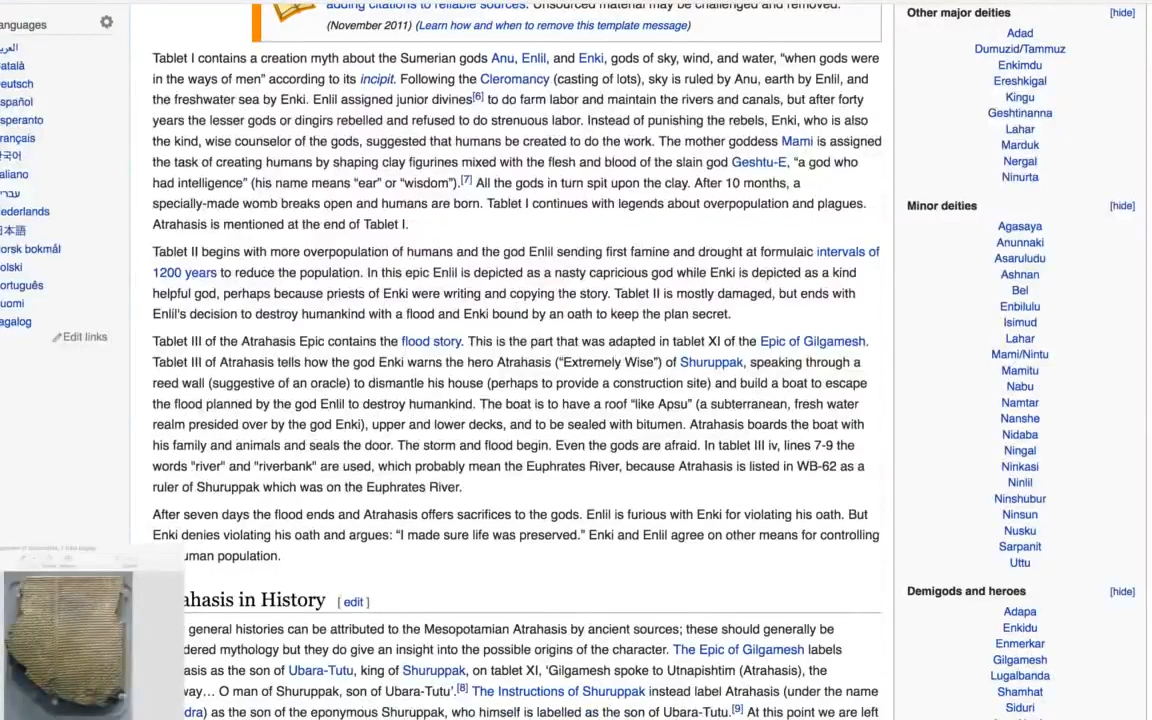 anguages
العربية
atalà
eutsch
spañol
speranto
rançais
한국어
aliano
עברית
ederlands
日本語
orsk bokmål
olski
ortuguês
uomi
agalog
Edit links
adding citations to reliable sources. Unsourced material may be challenged and removed.
(November 2011) (Learn how and when to remove this template message)
Tablet I contains a creation myth about the Sumerian gods Anu, Enlil, and Enki, gods of sky, wind, and water, “when gods were
in the ways of men” according to its incipit. Following the Cleromancy (casting of lots), sky is ruled by Anu, earth by Enlil, and
the freshwater sea by Enki. Enlil assigned junior divines[6] to do farm labor and maintain the rivers and canals, but after forty
years the lesser gods or dingirs rebelled and refused to do strenuous labor. Instead of punishing the rebels, Enki, who is also
the kind, wise counselor of the gods, suggested that humans be created to do the work. The mother goddess Mami is assigned
the task of creating humans by shaping clay figurines mixed with the flesh and blood of the slain god Geshtu-E, “a god who
had intelligence” (his name means “ear” or “wisdom”).[7] All the gods in turn spit upon the clay. After 10 months, a
specially-made womb breaks open and humans are born. Tablet I continues with legends about overpopulation and plagues.
Atrahasis is mentioned at the end of Tablet I.
Tablet II begins with more overpopulation of humans and the god Enlil sending first famine and drought at formulaic intervals of
1200 years to reduce the population. In this epic Enlil is depicted as a nasty capricious god while Enki is depicted as a kind
helpful god, perhaps because priests of Enki were writing and copying the story. Tablet II is mostly damaged, but ends with
Enlil's decision to destroy humankind with a flood and Enki bound by an oath to keep the plan secret.
Tablet III of the Atrahasis Epic contains the flood story. This is the part that was adapted in tablet XI of the Epic of Gilgamesh.
Tablet III of Atrahasis tells how the god Enki warns the hero Atrahasis (“Extremely Wise”) of Shuruppak, speaking through a
reed wall (suggestive of an oracle) to dismantle his house (perhaps to provide a construction site) and build a boat to escape
the flood planned by the god Enlil to destroy humankind. The boat is to have a roof “like Apsu” (a subterranean, fresh water
realm presided over by the god Enki), upper and lower decks, and to be sealed with bitumen. Atrahasis boards the boat with
his family and animals and seals the door. The storm and flood begin. Even the gods are afraid. In tablet III iv, lines 7-9 the
words "river" and "riverbank" are used, which probably mean the Euphrates River, because Atrahasis is listed in WB-62 as a
ruler of Shuruppak which was on the Euphrates River.
After seven days the flood ends and Atrahasis offers sacrifices to the gods. Enlil is furious with Enki for violating his oath. But
Enki denies violating his oath and argues: “I made sure life was preserved.” Enki and Enlil agree on other means for controlling
uman population.
ahasis in History [ edit ]
general histories can be attributed to the Mesopotamian Atrahasis by ancient sources; these should generally be
dered mythology but they do give an insight into the possible origins of the character. The Epic of Gilgamesh labels
asis as the son of Ubara-Tutu, king of Shuruppak, on tablet XI, 'Gilgamesh spoke to Utnapishtim (Atrahasis), the
way... O man of Shuruppak, son of Ubara-Tutu'.[8] The Instructions of Shuruppak instead label Atrahasis (under the name
dra) as the son of the eponymous Shuruppak, who himself is labelled as the son of Ubara-Tutu.[9] At this point we are left
Other major deities [hide]
Adad
Dumuzid/Tammuz
Enkimdu
Ereshkigal
Kingu
Geshtinanna
Lahar
Marduk
Nergal
Ninurta
Minor deities [hide]
Agasaya
Anunnaki
Asaruludu
Ashnan
Bel
Enbilulu
Isimud
Lahar
Mami/Nintu
Mamitu
Nabu
Namtar
Nanshe
Nidaba
Ningal
Ninkasi
Ninlil
Ninshubur
Ninsun
Nusku
Sarpanit
Uttu
Demigods and heroes [hide]
Adapa
Enkidu
Enmerkar
Gilgamesh
Lugalbanda
Shamhat
Siduri